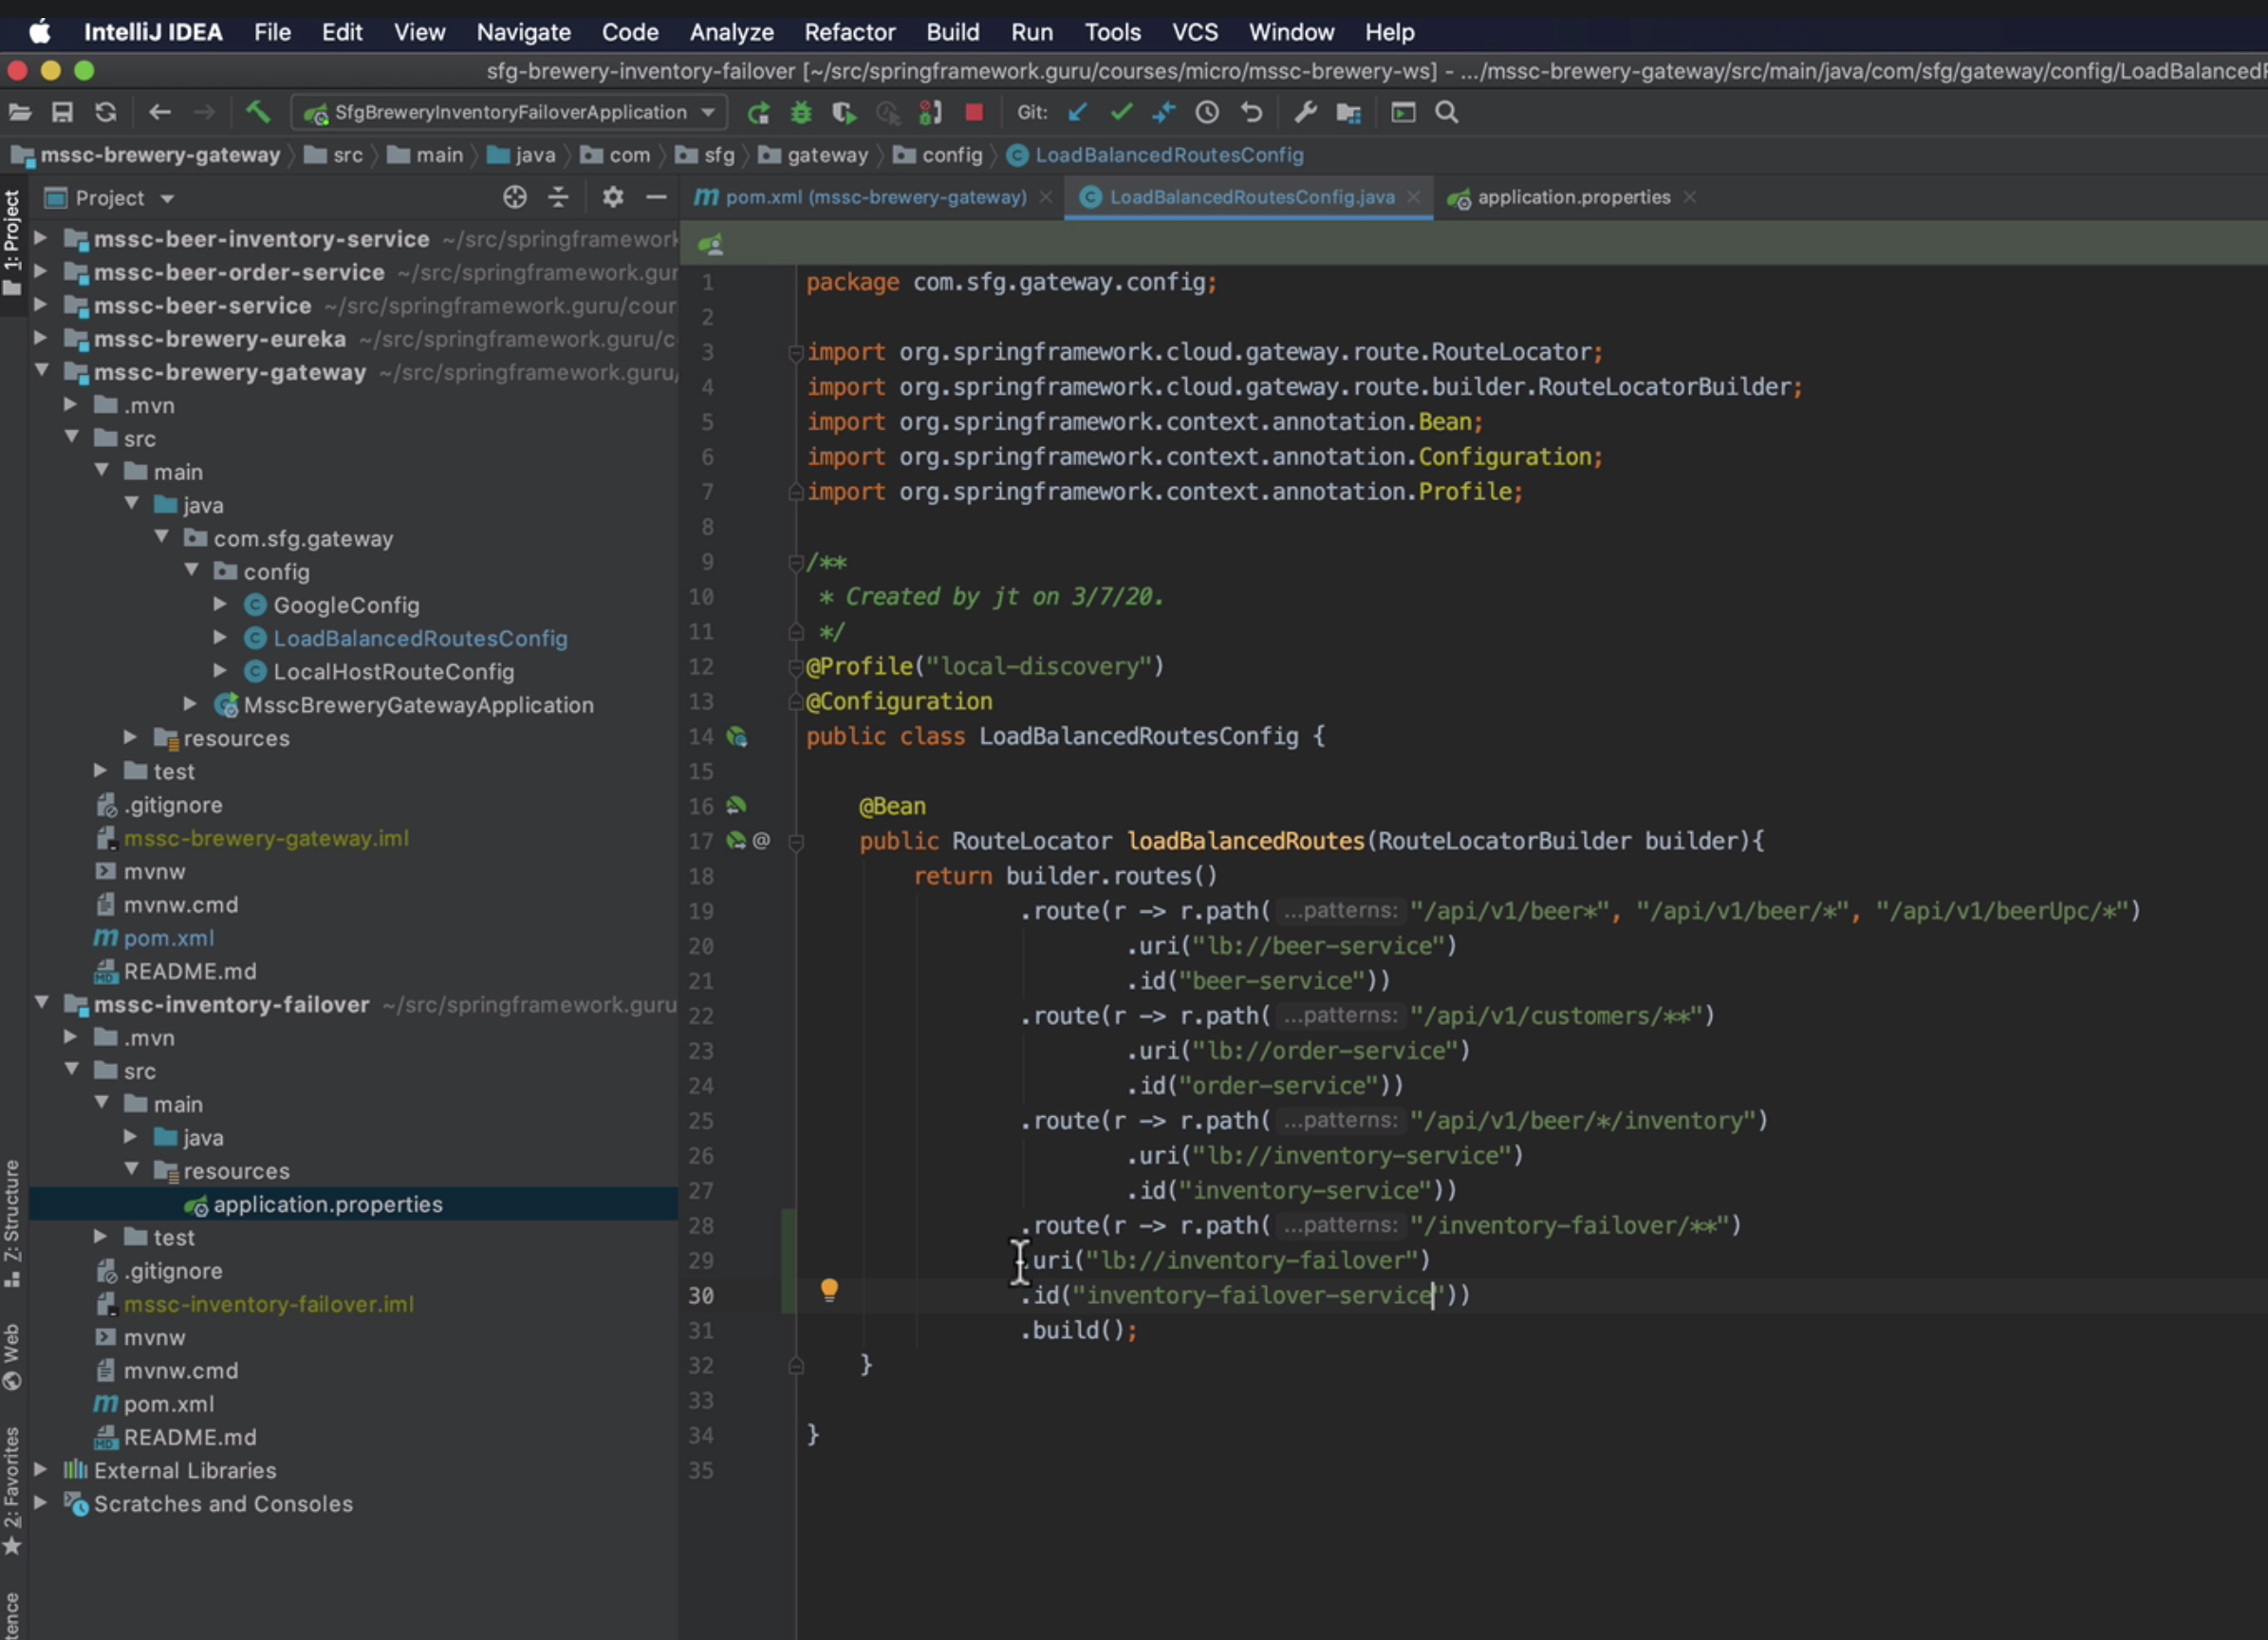 IntelliJ IDEA File Edit View Navigate Code Analyze Refactor Build Run Tools VCS Window Help
sfg-brewery-inventory-failover [~/src/springframework.guru/courses/micro/mssc-brewery-ws] - .../mssc-brewery-gateway/src/main/java/com/sfg/gateway/config/LoadBalancedR
SfgBreweryInventoryFailoverApplication Git:
mssc-brewery-gateway src main java com sfg gateway config LoadBalancedRoutesConfig
Project
pom.xml (mssc-brewery-gateway) LoadBalancedRoutesConfig.java application.properties
1: Project
Z: Structure
Web
2: Favorites
tence
mssc-beer-inventory-service ~/src/springframework
mssc-beer-order-service ~/src/springframework.gur
mssc-beer-service ~/src/springframework.guru/cour
mssc-brewery-eureka ~/src/springframework.guru/c
mssc-brewery-gateway ~/src/springframework.guru/
.mvn
src
main
java
com.sfg.gateway
config
GoogleConfig
LoadBalancedRoutesConfig
LocalHostRouteConfig
MsscBreweryGatewayApplication
resources
test
.gitignore
mssc-brewery-gateway.iml
mvnw
mvnw.cmd
pom.xml
README.md
mssc-inventory-failover ~/src/springframework.guru
.mvn
src
main
java
resources
application.properties
test
.gitignore
mssc-inventory-failover.iml
mvnw
mvnw.cmd
pom.xml
README.md
External Libraries
Scratches and Consoles
1 package com.sfg.gateway.config;
2
3 import org.springframework.cloud.gateway.route.RouteLocator;
4 import org.springframework.cloud.gateway.route.builder.RouteLocatorBuilder;
5 import org.springframework.context.annotation.Bean;
6 import org.springframework.context.annotation.Configuration;
7 import org.springframework.context.annotation.Profile;
8
9 /**
10 * Created by jt on 3/7/20.
11 */
12 @Profile("local-discovery")
13 @Configuration
14 public class LoadBalancedRoutesConfig {
15
16 @Bean
17 @ public RouteLocator loadBalancedRoutes(RouteLocatorBuilder builder){
18 return builder.routes()
19 .route(r -> r.path( ...patterns: "/api/v1/beer*", "/api/v1/beer/*", "/api/v1/beerUpc/*")
20 .uri("lb://beer-service")
21 .id("beer-service"))
22 .route(r -> r.path( ...patterns: "/api/v1/customers/**")
23 .uri("lb://order-service")
24 .id("order-service"))
25 .route(r -> r.path( ...patterns: "/api/v1/beer/*/inventory")
26 .uri("lb://inventory-service")
27 .id("inventory-service"))
28 .route(r -> r.path( ...patterns: "/inventory-failover/**")
29 .uri("lb://inventory-failover")
30 .id("inventory-failover-service"))
31 .build();
32 }
33
34 }
35